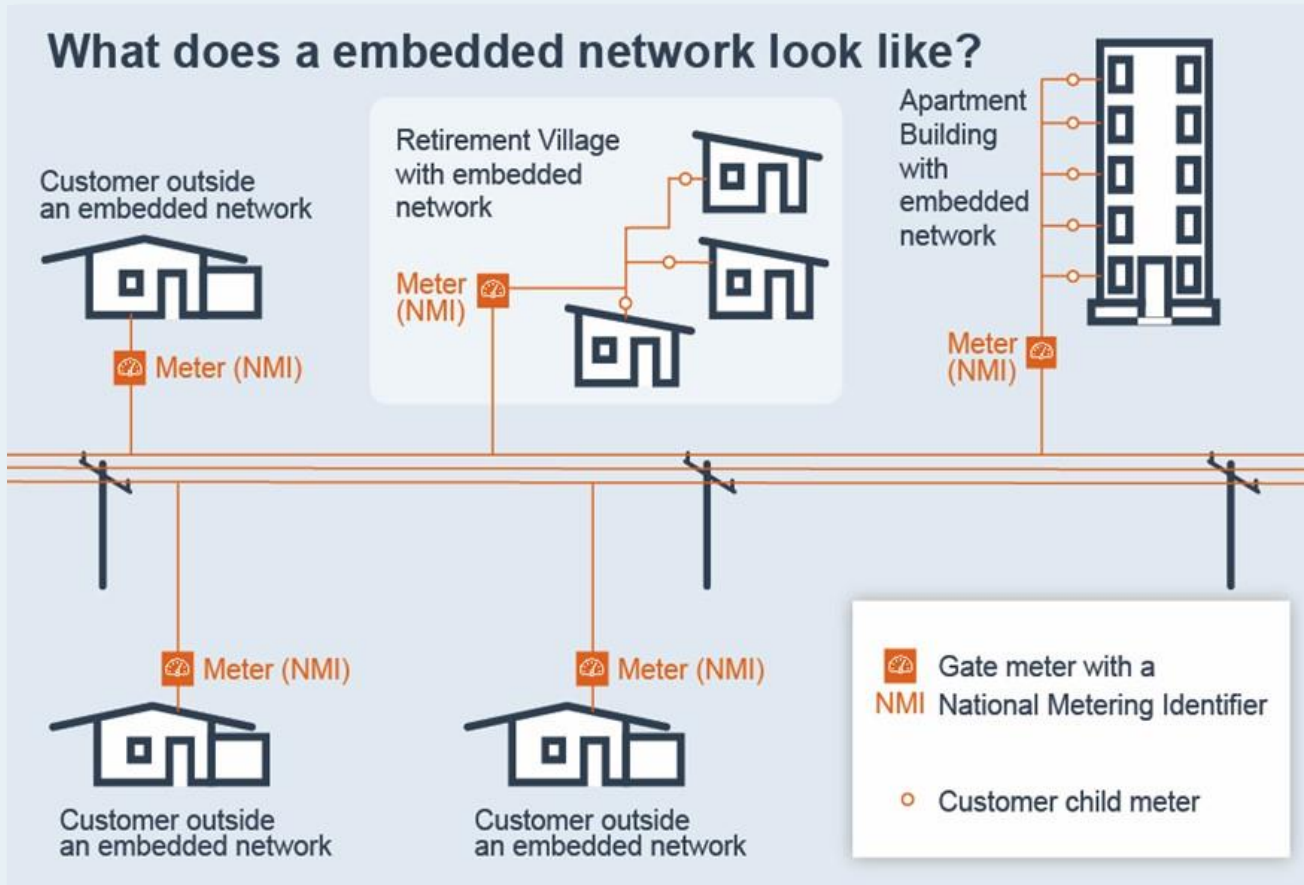 What does a embedded network look like?
Customer outside
an embedded network
Meter (NMI)
Retirement Village
with embedded
network
Meter
(NMI)
Apartment
Building
with
embedded
network
Meter
(NMI)
Meter (NMI)
Customer outside
an embedded network
Meter (NMI)
Customer outside
an embedded network
Gate meter with a
NMI National Metering Identifier
Customer child meter